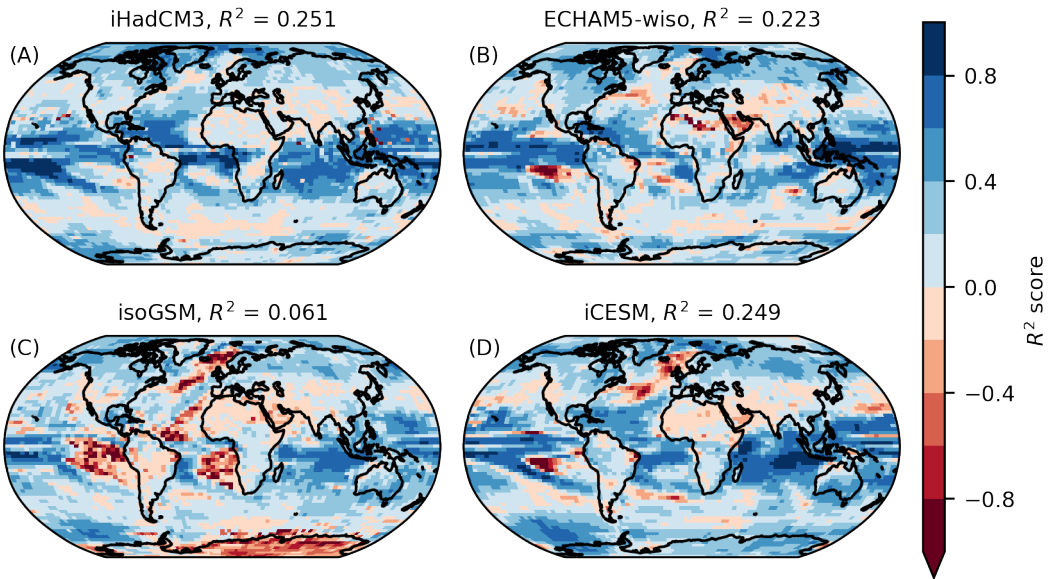 iHadCM3, R² = 0.251
ECHAM5-wiso, R² = 0.223
(A)
(B)
isoGSM, R² = 0.061
iCESM, R² = 0.249
(C)
(D)
0.8
0.4
0.0
−0.4
−0.8
R² score